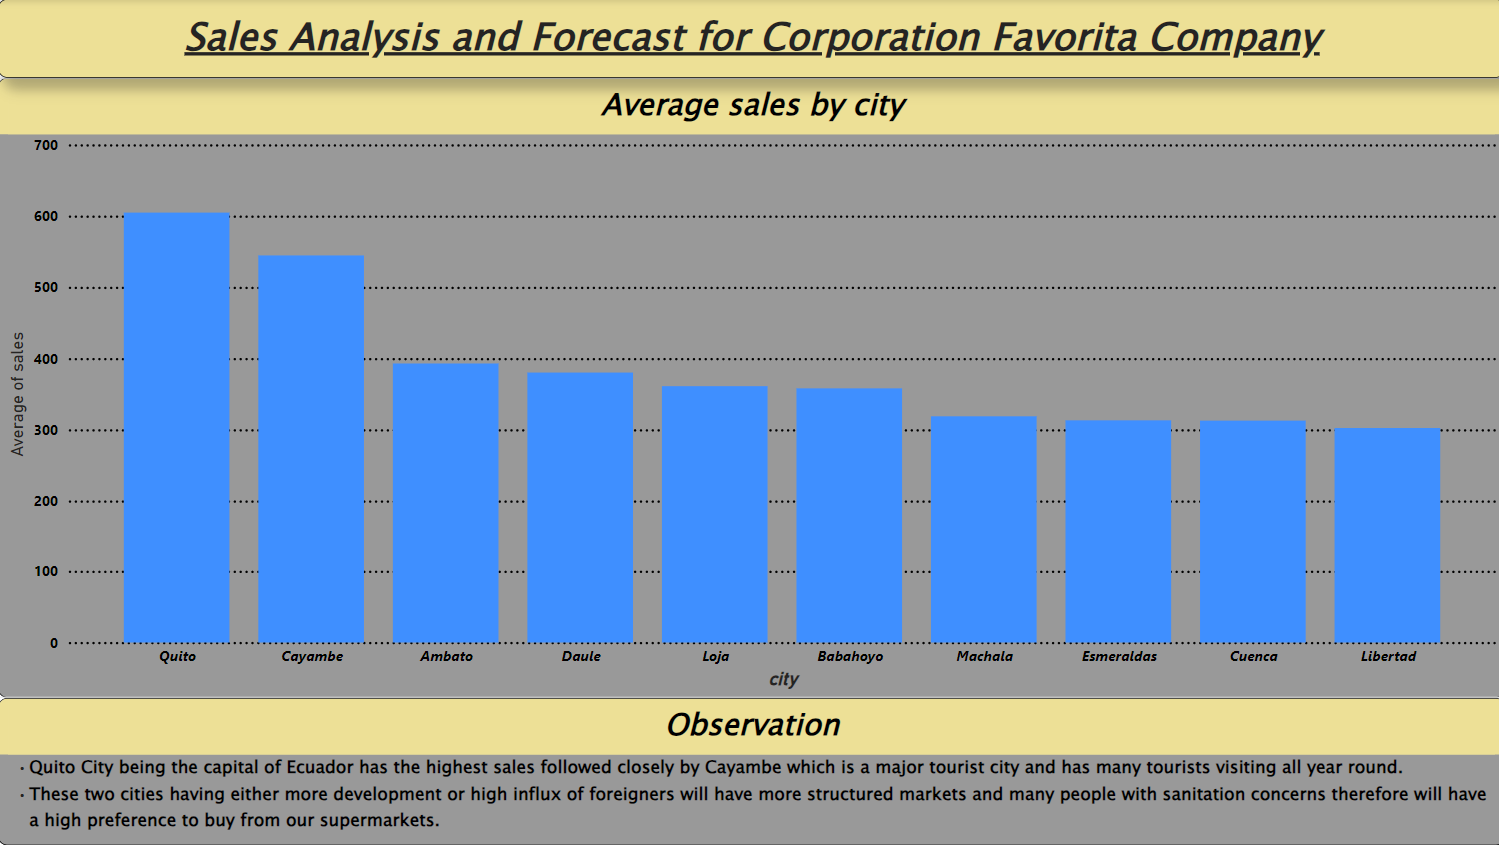 Sales Analysis and Forecast for Corporation Favorita Company
Average sales by city
700
600
500
400
300
200
100
0
Average of sales
Quito Cayambe Ambato Daule Loja Babahoyo Machala Esmeraldas Cuenca Libertad
city
Observation
· Quito City being the capital of Ecuador has the highest sales followed closely by Cayambe which is a major tourist city and has many tourists visiting all year round.
· These two cities having either more development or high influx of foreigners will have more structured markets and many people with sanitation concerns therefore will have
a high preference to buy from our supermarkets.